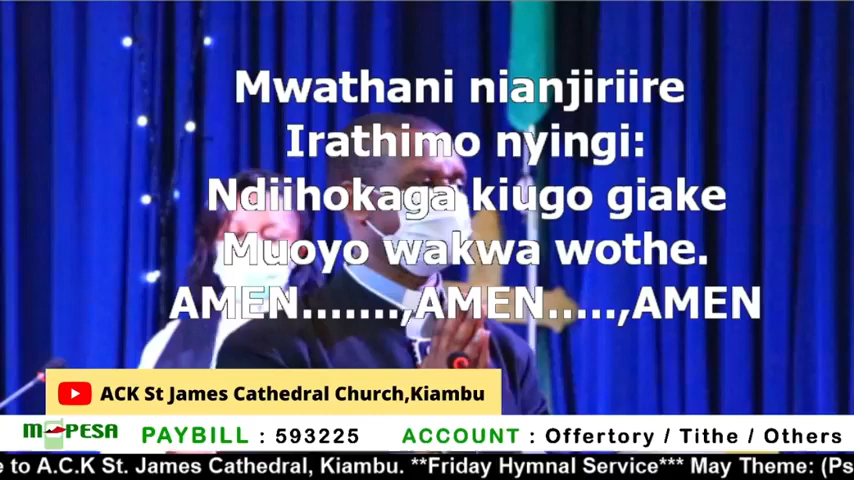 Mwathani nianjiriire
Irathimo nyingi:
Ndiihokaga kiugo giake
Muoyo wakwa wothe.
AMEN.......,AMEN.....,AMEN
ACK St James Cathedral Church,Kiambu
M-PESA PAYBILL : 593225 ACCOUNT : Offertory / Tithe / Others
e to A.C.K St. James Cathedral, Kiambu. **Friday Hymnal Service*** May Theme: (Ps